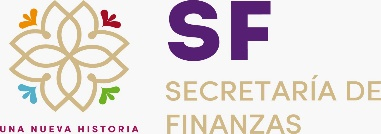 SF
SECRETARÍA DE
FINANZAS
UNA NUEVA HISTORIA